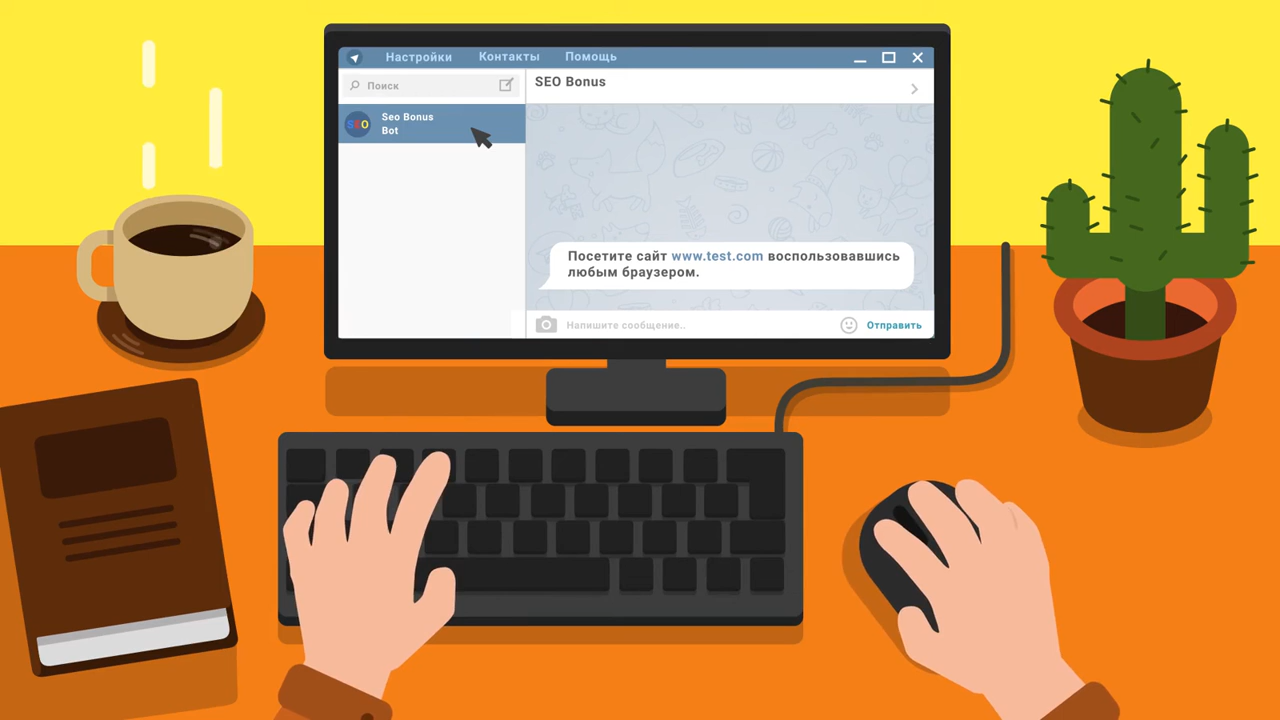 Настройки Контакты Помощь
Поиск
SEO Bonus
SEO
Seo Bonus
Bot
Посетите сайт www.test.com воспользовавшись
любым браузером.
Напишите сообщение..
Отправить